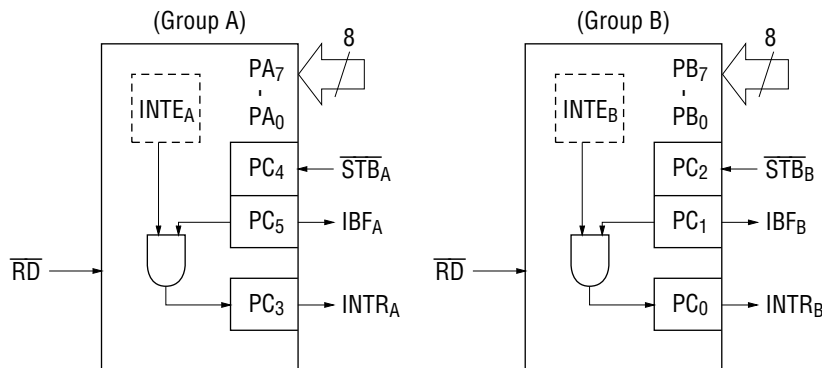 (Group A)
8
PA7
PA0
INTEA
PC4
STBA
PC5
IBFA
RD
PC3
INTRA
(Group B)
8
PB7
PB0
INTEB
PC2
STBB
PC1
IBFB
RD
PC0
INTRB